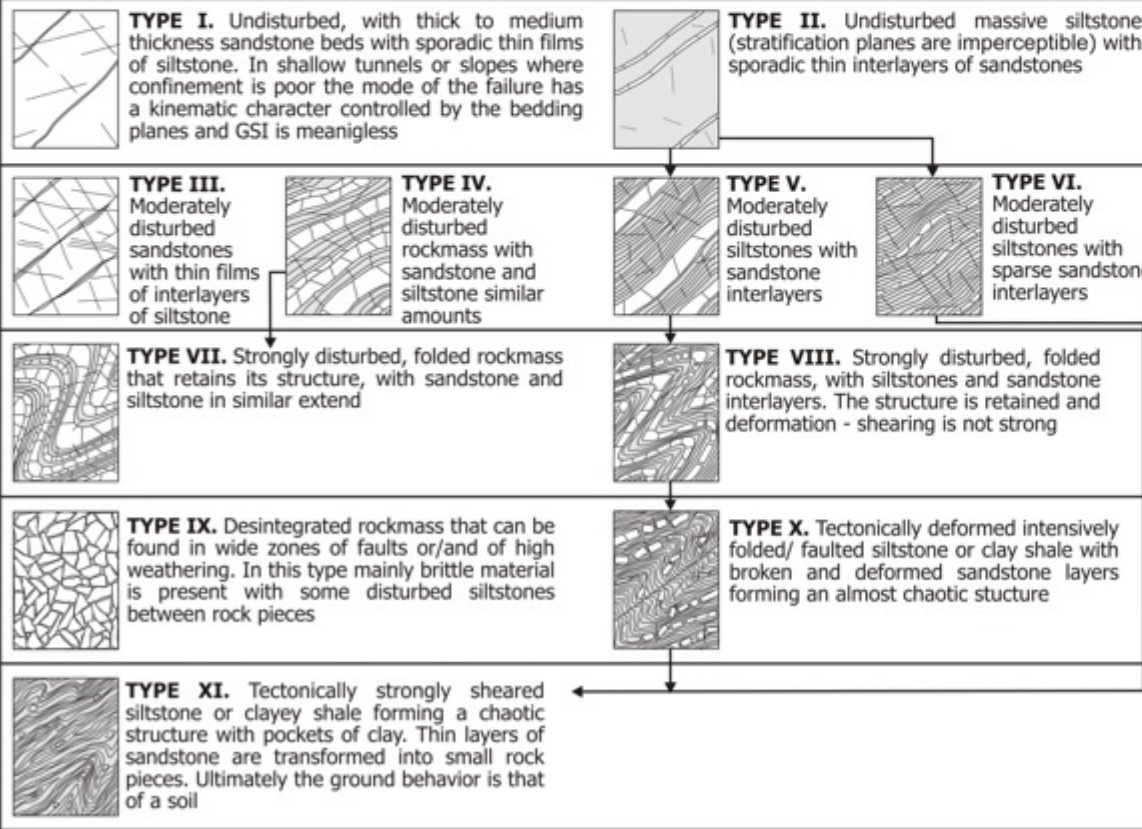 TYPE I. Undisturbed, with thick to medium
thickness sandstone beds with sporadic thin films
of siltstone. In shallow tunnels or slopes where
confinement is poor the mode of the failure has
a kinematic character controlled by the bedding
planes and GSI is meanigless
TYPE II. Undisturbed massive siltstone
(stratification planes are imperceptible) with
sporadic thin interlayers of sandstones
TYPE III.
Moderately
disturbed
sandstones
with thin films
of interlayers
of siltstone
TYPE IV.
Moderately
disturbed
rockmass with
sandstone and
siltstone similar
amounts
TYPE V.
Moderately
disturbed
siltstones with
sandstone
interlayers
TYPE VI.
Moderately
disturbed
siltstones with
sparse sandstone
interlayers
TYPE VII. Strongly disturbed, folded rockmass
that retains its structure, with sandstone and
siltstone in similar extend
TYPE VIII. Strongly disturbed, folded
rockmass, with siltstones and sandstone
interlayers. The structure is retained and
deformation - shearing is not strong
TYPE IX. Desintegrated rockmass that can be
found in wide zones of faults or/and of high
weathering. In this type mainly brittle material
is present with some disturbed siltstones
between rock pieces
TYPE X. Tectonically deformed intensively
folded/ faulted siltstone or clay shale with
broken and deformed sandstone layers
forming an almost chaotic stucture
TYPE XI. Tectonically strongly sheared
siltstone or clayey shale forming a chaotic
structure with pockets of clay. Thin layers of
sandstone are transformed into small rock
pieces. Ultimately the ground behavior is that
of a soil